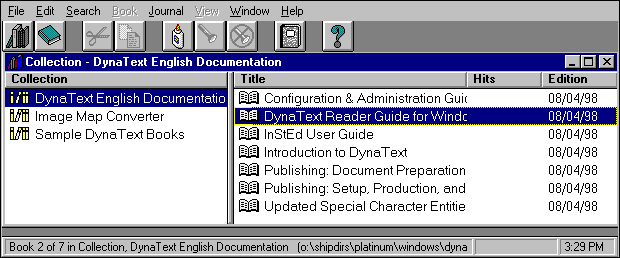 File Edit Search Book Journal View Window Help
Collection - DynaText English Documentation
Collection Title Hits Edition
DynaText English Documentatio Configuration & Administration Guid 08/04/98
Image Map Converter DynaText Reader Guide for Windo 08/04/98
Sample DynaText Books InStEd User Guide 08/04/98
Introduction to DynaText 08/04/98
Publishing: Document Preparation 08/04/98
Publishing: Setup, Production, and 08/04/98
Updated Special Character Entitie 08/04/98
Book 2 of 7 in Collection, DynaText English Documentation (o:\shipdirs\platinum\windows\dyna 3:29 PM